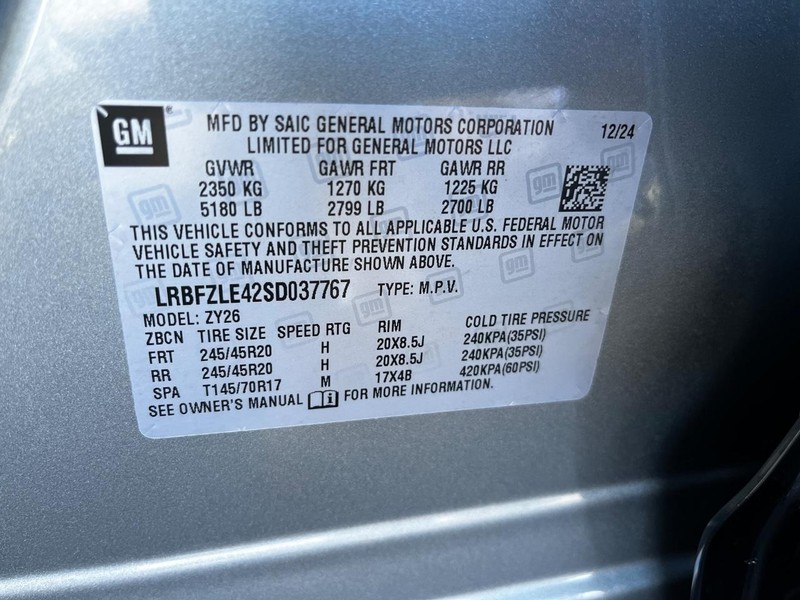 GM
MFD BY SAIC GENERAL MOTORS CORPORATION 12/24
LIMITED FOR GENERAL MOTORS LLC
GVWR GAWR FRT GAWR RR
2350 KG 1270 KG 1225 KG
5180 LB 2799 LB 2700 LB
THIS VEHICLE CONFORMS TO ALL APPLICABLE U.S. FEDERAL MOTOR
VEHICLE SAFETY AND THEFT PREVENTION STANDARDS IN EFFECT ON
THE DATE OF MANUFACTURE SHOWN ABOVE.
LRBFZLE42SD037767 TYPE: M.P.V.
MODEL: ZY26
ZBCN TIRE SIZE SPEED RTG RIM COLD TIRE PRESSURE
FRT 245/45R20 H 20X8.5J 240KPA(35PSI)
RR 245/45R20 H 20X8.5J 240KPA(35PSI)
SPA T145/70R17 M 17X4B 420KPA(60PSI)
SEE OWNER'S MANUAL FOR MORE INFORMATION.